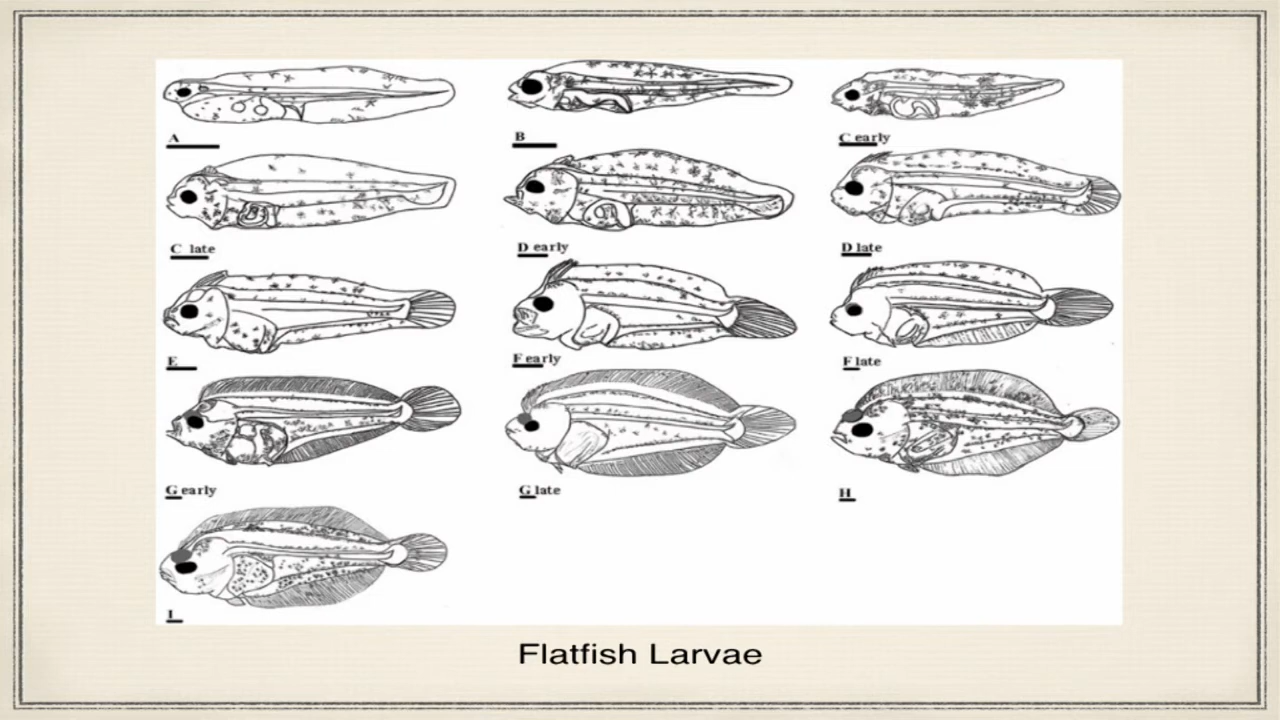 A
B
C early
C late
D early
D late
E
F early
F late
G early
G late
H
I
Flatfish Larvae